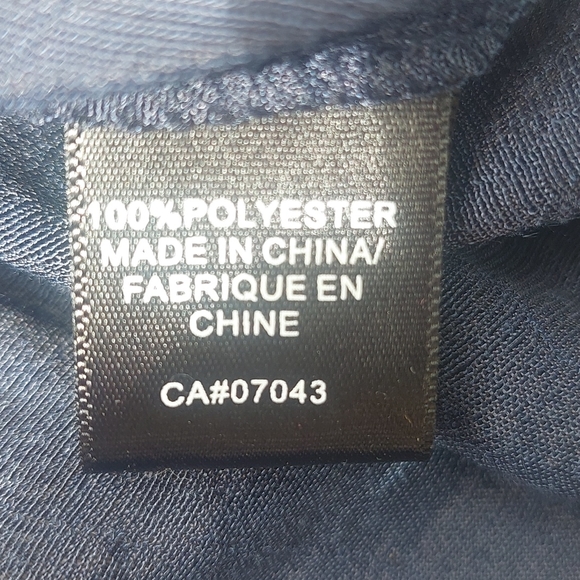 100%POLYESTER
MADE IN CHINA/
FABRIQUE EN
CHINE
CA#07043